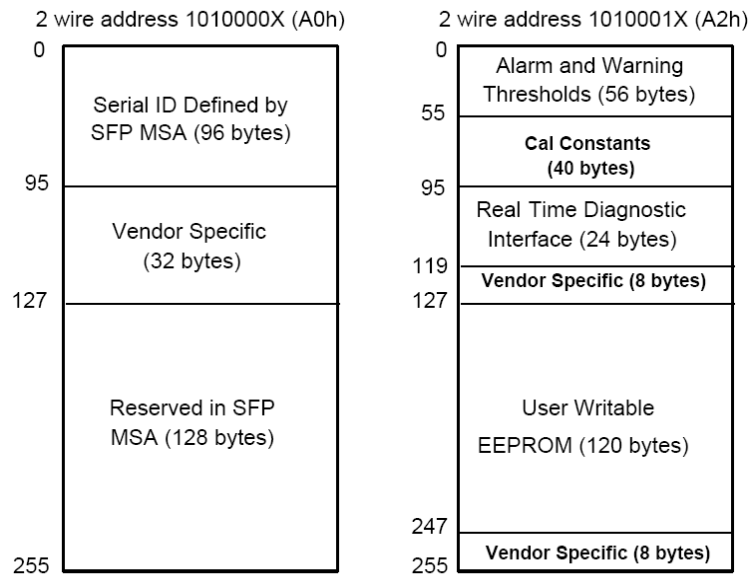 2 wire address 1010000X (A0h)
0
Serial ID Defined by
SFP MSA (96 bytes)
95
Vendor Specific
(32 bytes)
127
Reserved in SFP
MSA (128 bytes)
255
2 wire address 1010001X (A2h)
0
Alarm and Warning
Thresholds (56 bytes)
55
Cal Constants
(40 bytes)
95
Real Time Diagnostic
Interface (24 bytes)
119
Vendor Specific (8 bytes)
127
User Writable
EEPROM (120 bytes)
247
Vendor Specific (8 bytes)
255